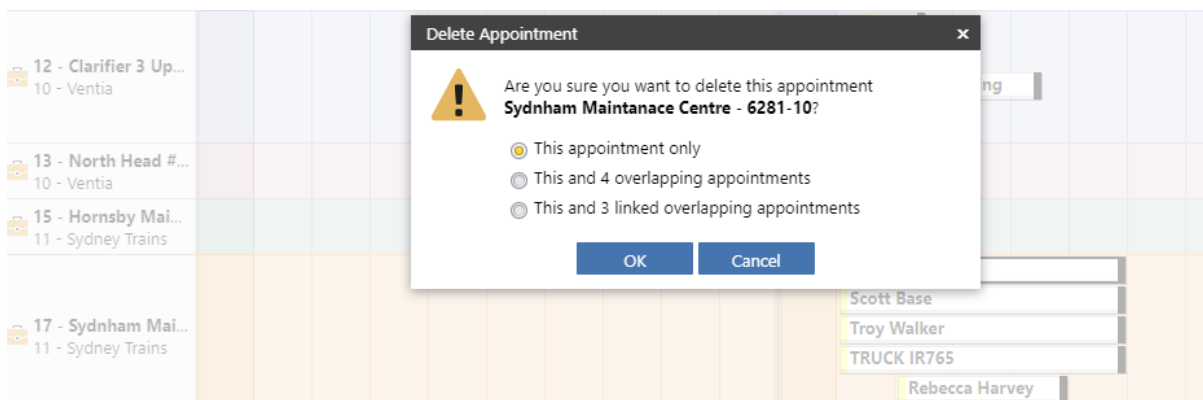 Delete Appointment
12 - Clarifier 3 Up...
10 - Ventia
Are you sure you want to delete this appointment
Sydnham Maintanace Centre - 6281-10?
This appointment only
This and 4 overlapping appointments
This and 3 linked overlapping appointments
OK
Cancel
ng
13 - North Head #...
10 - Ventia
15 - Hornsby Mai...
11 - Sydney Trains
17 - Sydnham Mai...
11 - Sydney Trains
Scott Base
Troy Walker
TRUCK IR765
Rebecca Harvey